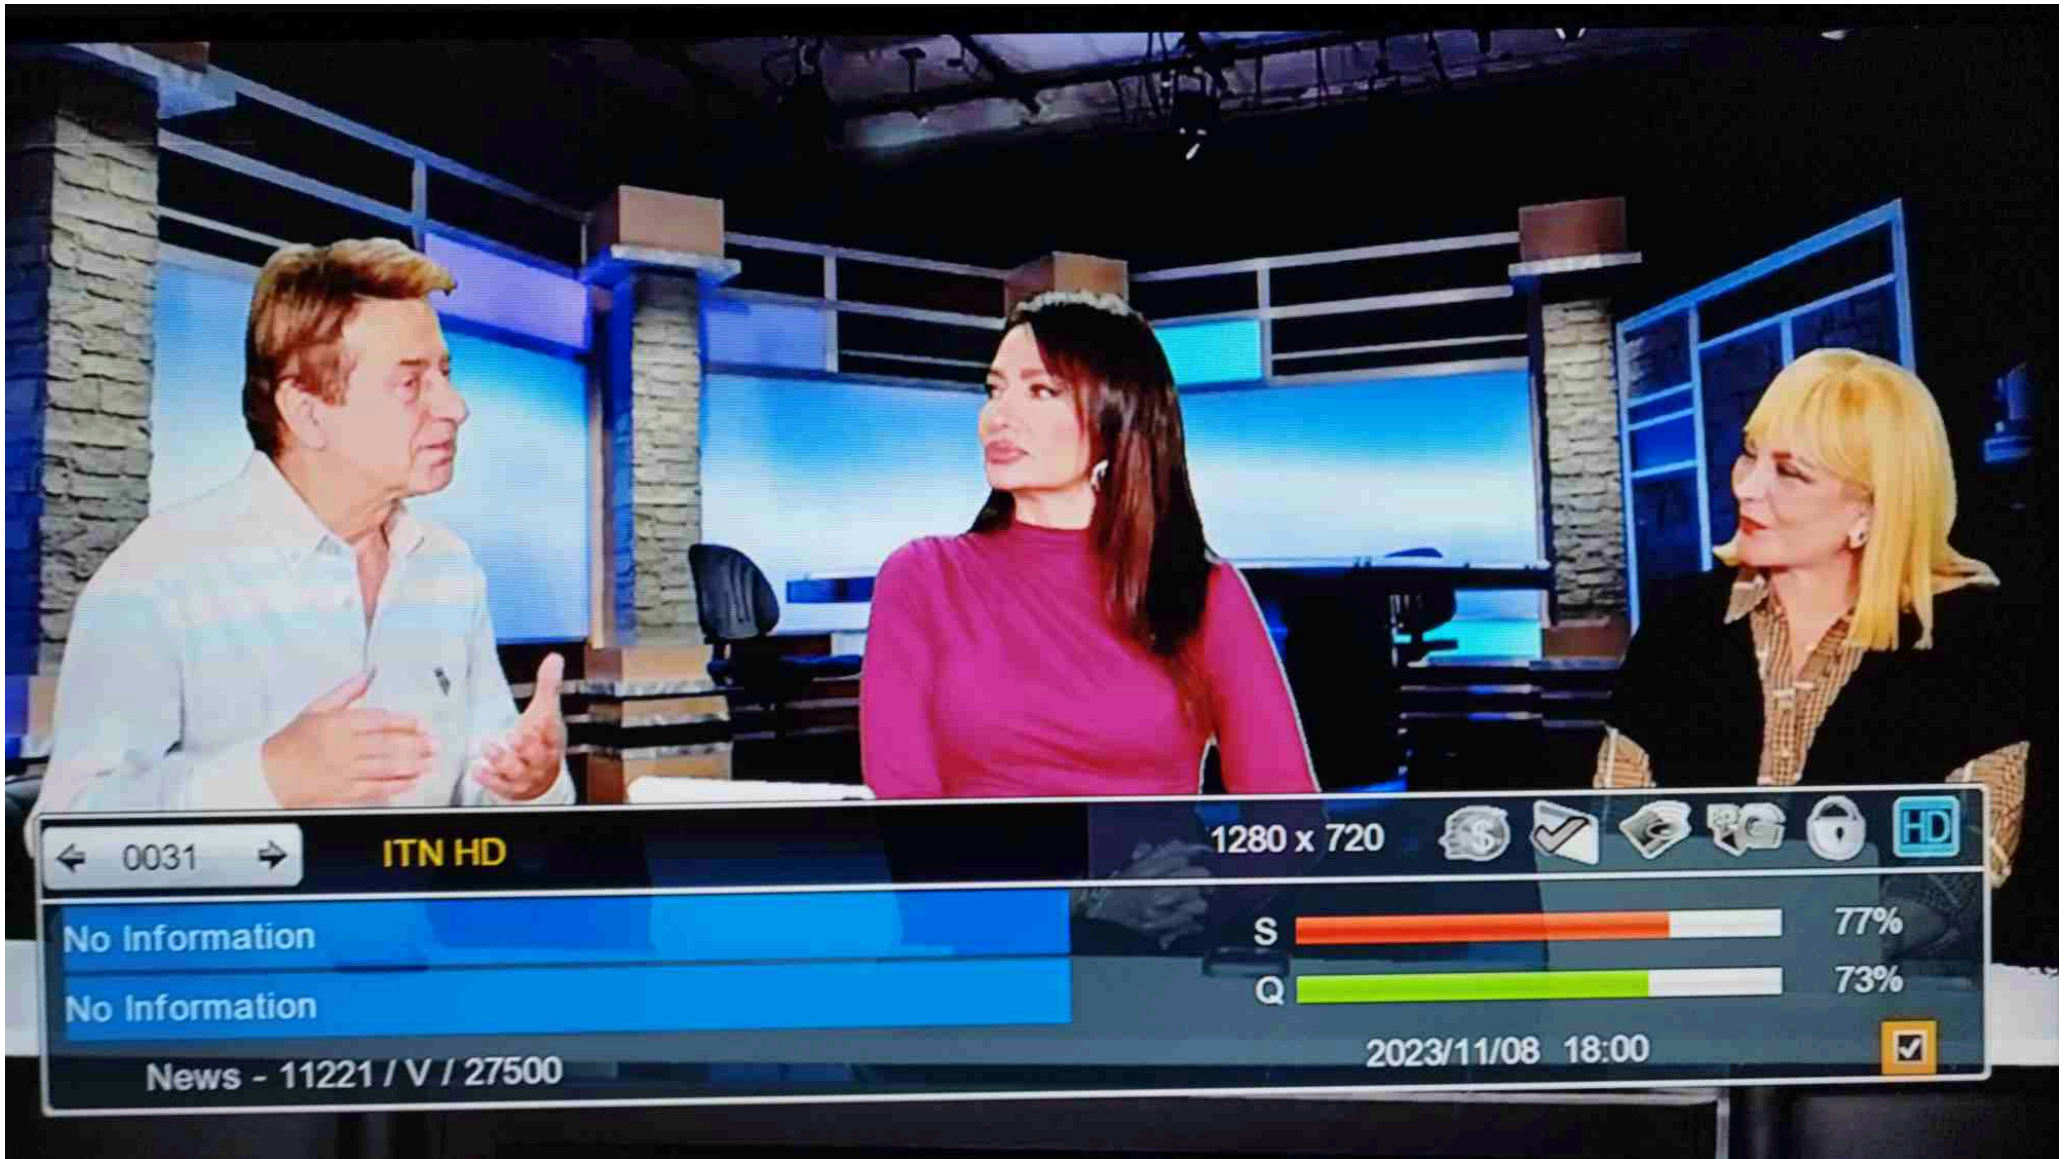 0031
ITN HD
1280 x 720
HD
No Information
S 77%
No Information
Q 73%
News - 11221 / V / 27500
2023/11/08 18:00